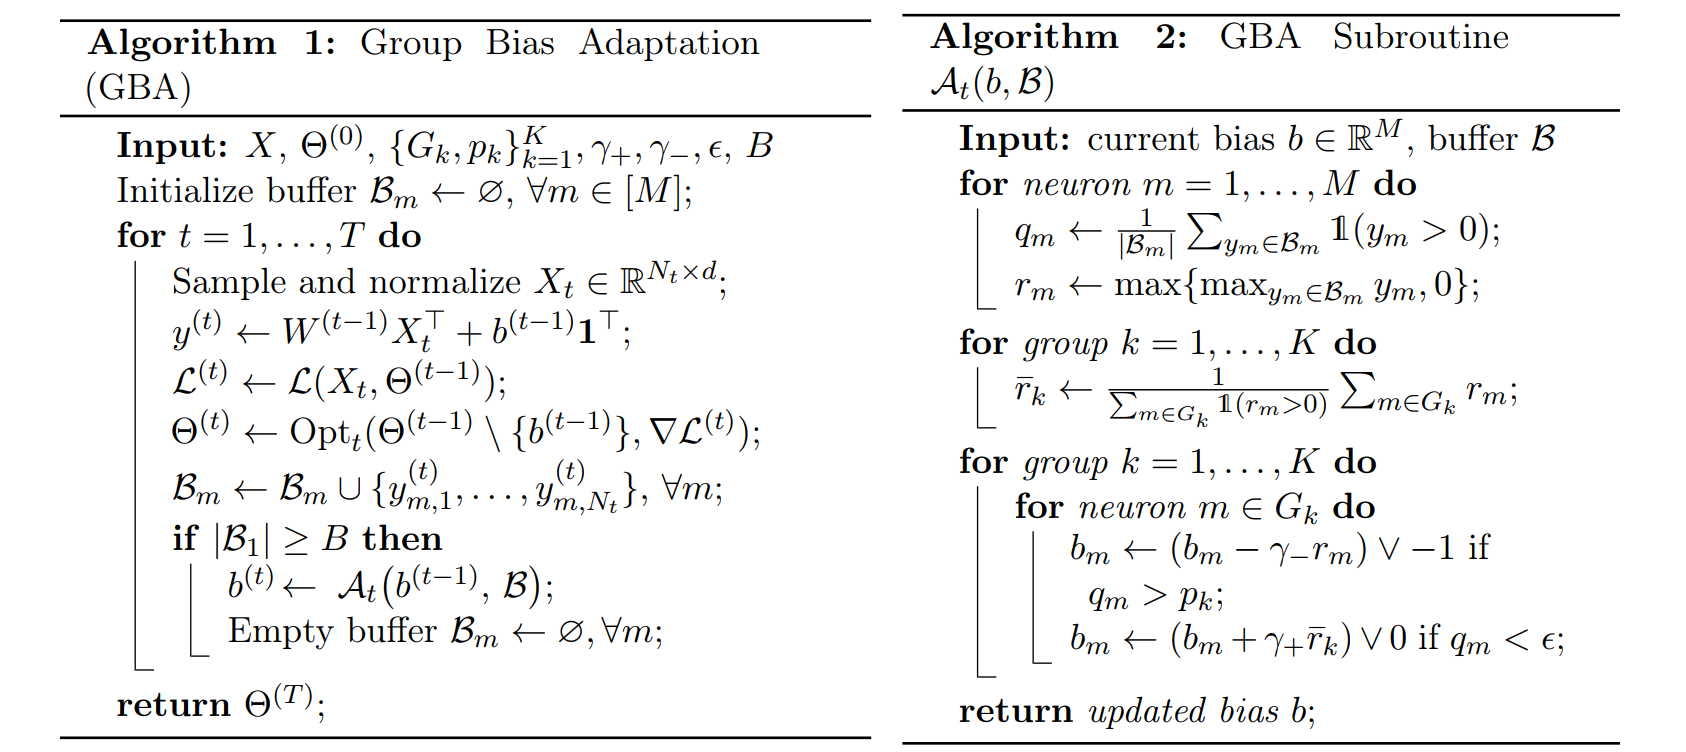 Algorithm 1: Group Bias Adaptation
(GBA)
Input: X, Θ^{(0)}, {G_k, p_k}_{k=1}^{K}, γ_+, γ_−, ϵ, B
Initialize buffer ℬ_m ← ∅, ∀m ∈ [M];
for t = 1, . . . , T do
Sample and normalize X_t ∈ ℝ^{N_t×d};
y^{(t)} ← W^{(t−1)} X_t^⊤ + b^{(t−1)} 1^⊤;
ℒ^{(t)} ← ℒ(X_t, Θ^{(t−1)});
Θ^{(t)} ← Opt_t(Θ^{(t−1)} \ {b^{(t−1)}}, ∇ℒ^{(t)});
ℬ_m ← ℬ_m ∪ {y_{m,1}^{(t)}, . . . , y_{m,N_t}^{(t)}}, ∀m;
if |ℬ_1| ≥ B then
b^{(t)} ← 𝒜_t(b^{(t−1)}, ℬ);
Empty buffer ℬ_m ← ∅, ∀m;
return Θ^{(T)};
Algorithm 2: GBA Subroutine
𝒜_t(b, ℬ)
Input: current bias b ∈ ℝ^M, buffer ℬ
for neuron m = 1, . . . , M do
q_m ← \frac{1}{|ℬ_m|} ∑_{y_m∈ℬ_m} 𝟙(y_m > 0);
r_m ← max{max_{y_m∈ℬ_m} y_m, 0};
for group k = 1, . . . , K do
r̄_k ← \frac{1}{∑_{m∈G_k} 𝟙(r_m>0)} ∑_{m∈G_k} r_m;
for group k = 1, . . . , K do
for neuron m ∈ G_k do
b_m ← (b_m − γ_− r_m) ∨ −1 if
q_m > p_k;
b_m ← (b_m + γ_+ r̄_k) ∨ 0 if q_m < ϵ;
return updated bias b;